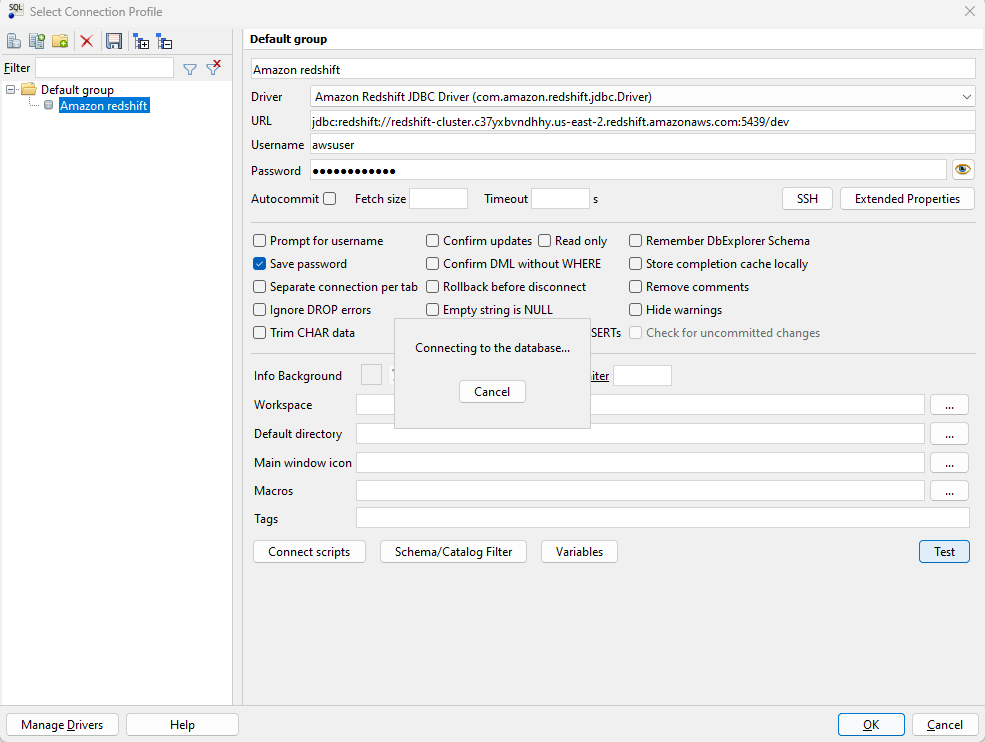 SQL Select Connection Profile
Default group
Filter
Default group
Amazon redshift
Amazon redshift
Driver Amazon Redshift JDBC Driver (com.amazon.redshift.jdbc.Driver)
URL jdbc:redshift://redshift-cluster.c37yxbvndhhy.us-east-2.redshift.amazonaws.com:5439/dev
Username awsuser
Password ●●●●●●●●●●●●
Autocommit Fetch size Timeout s SSH Extended Properties
Prompt for username Confirm updates Read only Remember DbExplorer Schema
Save password Confirm DML without WHERE Store completion cache locally
Separate connection per tab Rollback before disconnect Remove comments
Ignore DROP errors Empty string is NULL Hide warnings
Trim CHAR data SERTs Check for uncommitted changes
Connecting to the database...
Cancel
Info Background iter
Workspace ...
Default directory ...
Main window icon ...
Macros ...
Tags
Connect scripts Schema/Catalog Filter Variables Test
Manage Drivers Help OK Cancel